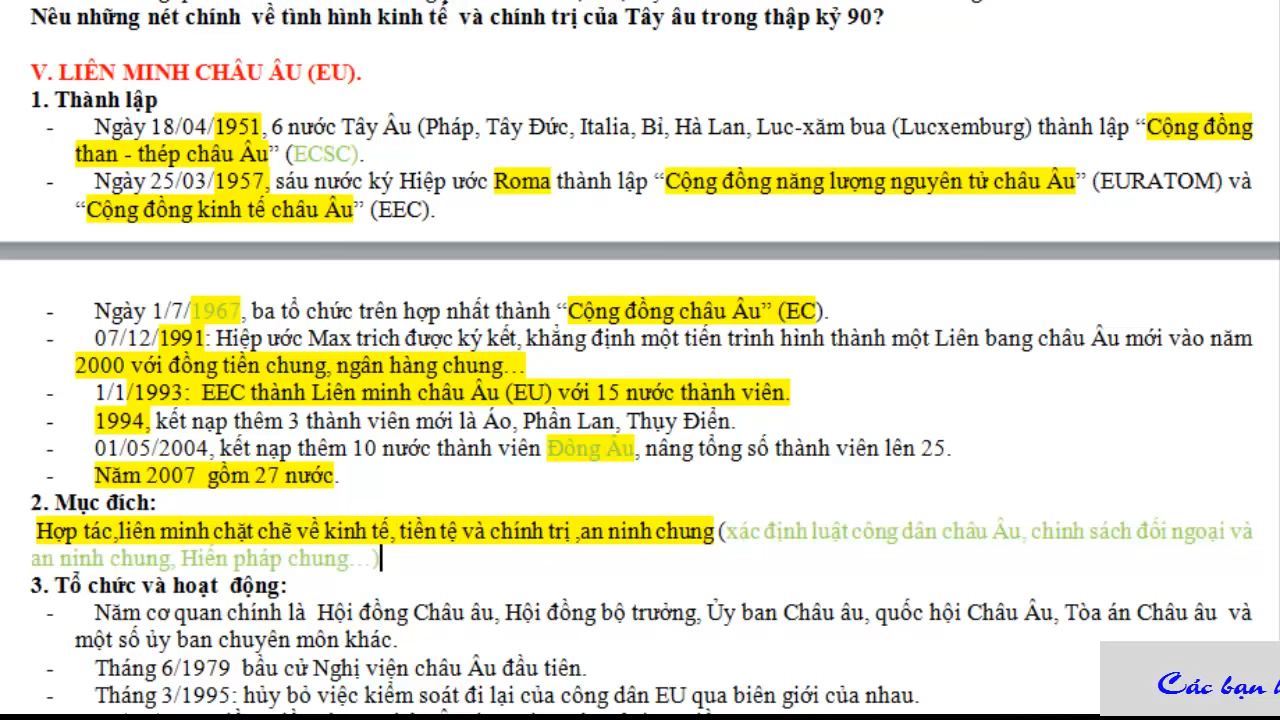 Nêu những nét chính về tình hình kinh tế và chính trị của Tây âu trong thập kỷ 90?
V. LIÊN MINH CHÂU ÂU (EU).
1. Thành lập
- Ngày 18/04/1951, 6 nước Tây Âu (Pháp, Tây Đức, Italia, Bỉ, Hà Lan, Luc-xăm bua (Lucxemburg) thành lập “Cộng đồng
than - thép châu Âu” (ECSC).
- Ngày 25/03/1957, sáu nước ký Hiệp ước Roma thành lập “Cộng đồng năng lượng nguyên tử châu Âu” (EURATOM) và
“Cộng đồng kinh tế châu Âu” (EEC).
- Ngày 1/7/1967, ba tổ chức trên hợp nhất thành “Cộng đồng châu Âu” (EC).
- 07/12/1991: Hiệp ước Max trich được ký kết, khẳng định một tiến trình hình thành một Liên bang châu Âu mới vào năm
2000 với đồng tiền chung, ngân hàng chung…
- 1/1/1993: EEC thành Liên minh châu Âu (EU) với 15 nước thành viên.
- 1994, kết nạp thêm 3 thành viên mới là Áo, Phần Lan, Thụy Điển.
- 01/05/2004, kết nạp thêm 10 nước thành viên Đông Âu, nâng tổng số thành viên lên 25.
- Năm 2007 gồm 27 nước.
2. Mục đích:
Hợp tác,liên minh chặt chẽ về kinh tế, tiền tệ và chính trị ,an ninh chung (xác định luật công dân châu Âu, chính sách đối ngoại và
an ninh chung, Hiến pháp chung…)
3. Tổ chức và hoạt động:
- Năm cơ quan chính là Hội đồng Châu âu, Hội đồng bộ trưởng, Ủy ban Châu âu, quốc hội Châu Âu, Tòa án Châu âu và
một số ủy ban chuyên môn khác.
- Tháng 6/1979 bầu cử Nghị viện châu Âu đầu tiên.
- Tháng 3/1995: hủy bỏ việc kiểm soát đi lại của công dân EU qua biên giới của nhau.
Các bạn